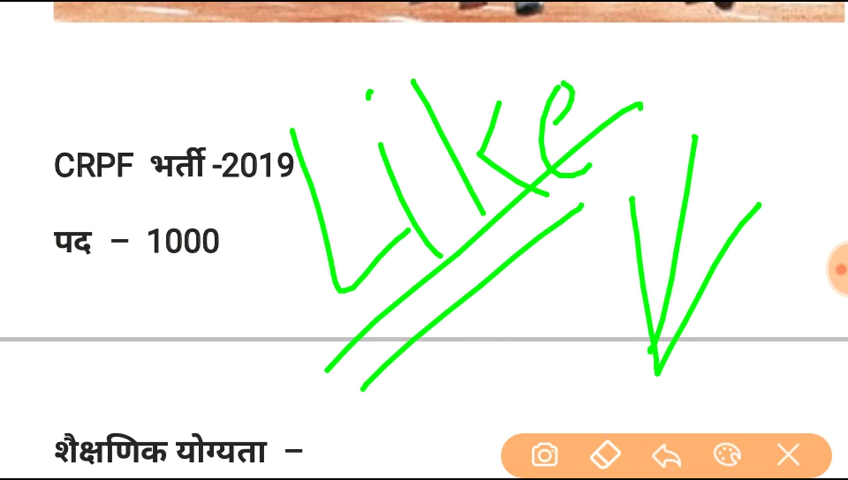 Like
CRPF भर्ती -2019
पद – 1000
शैक्षणिक योग्यता –